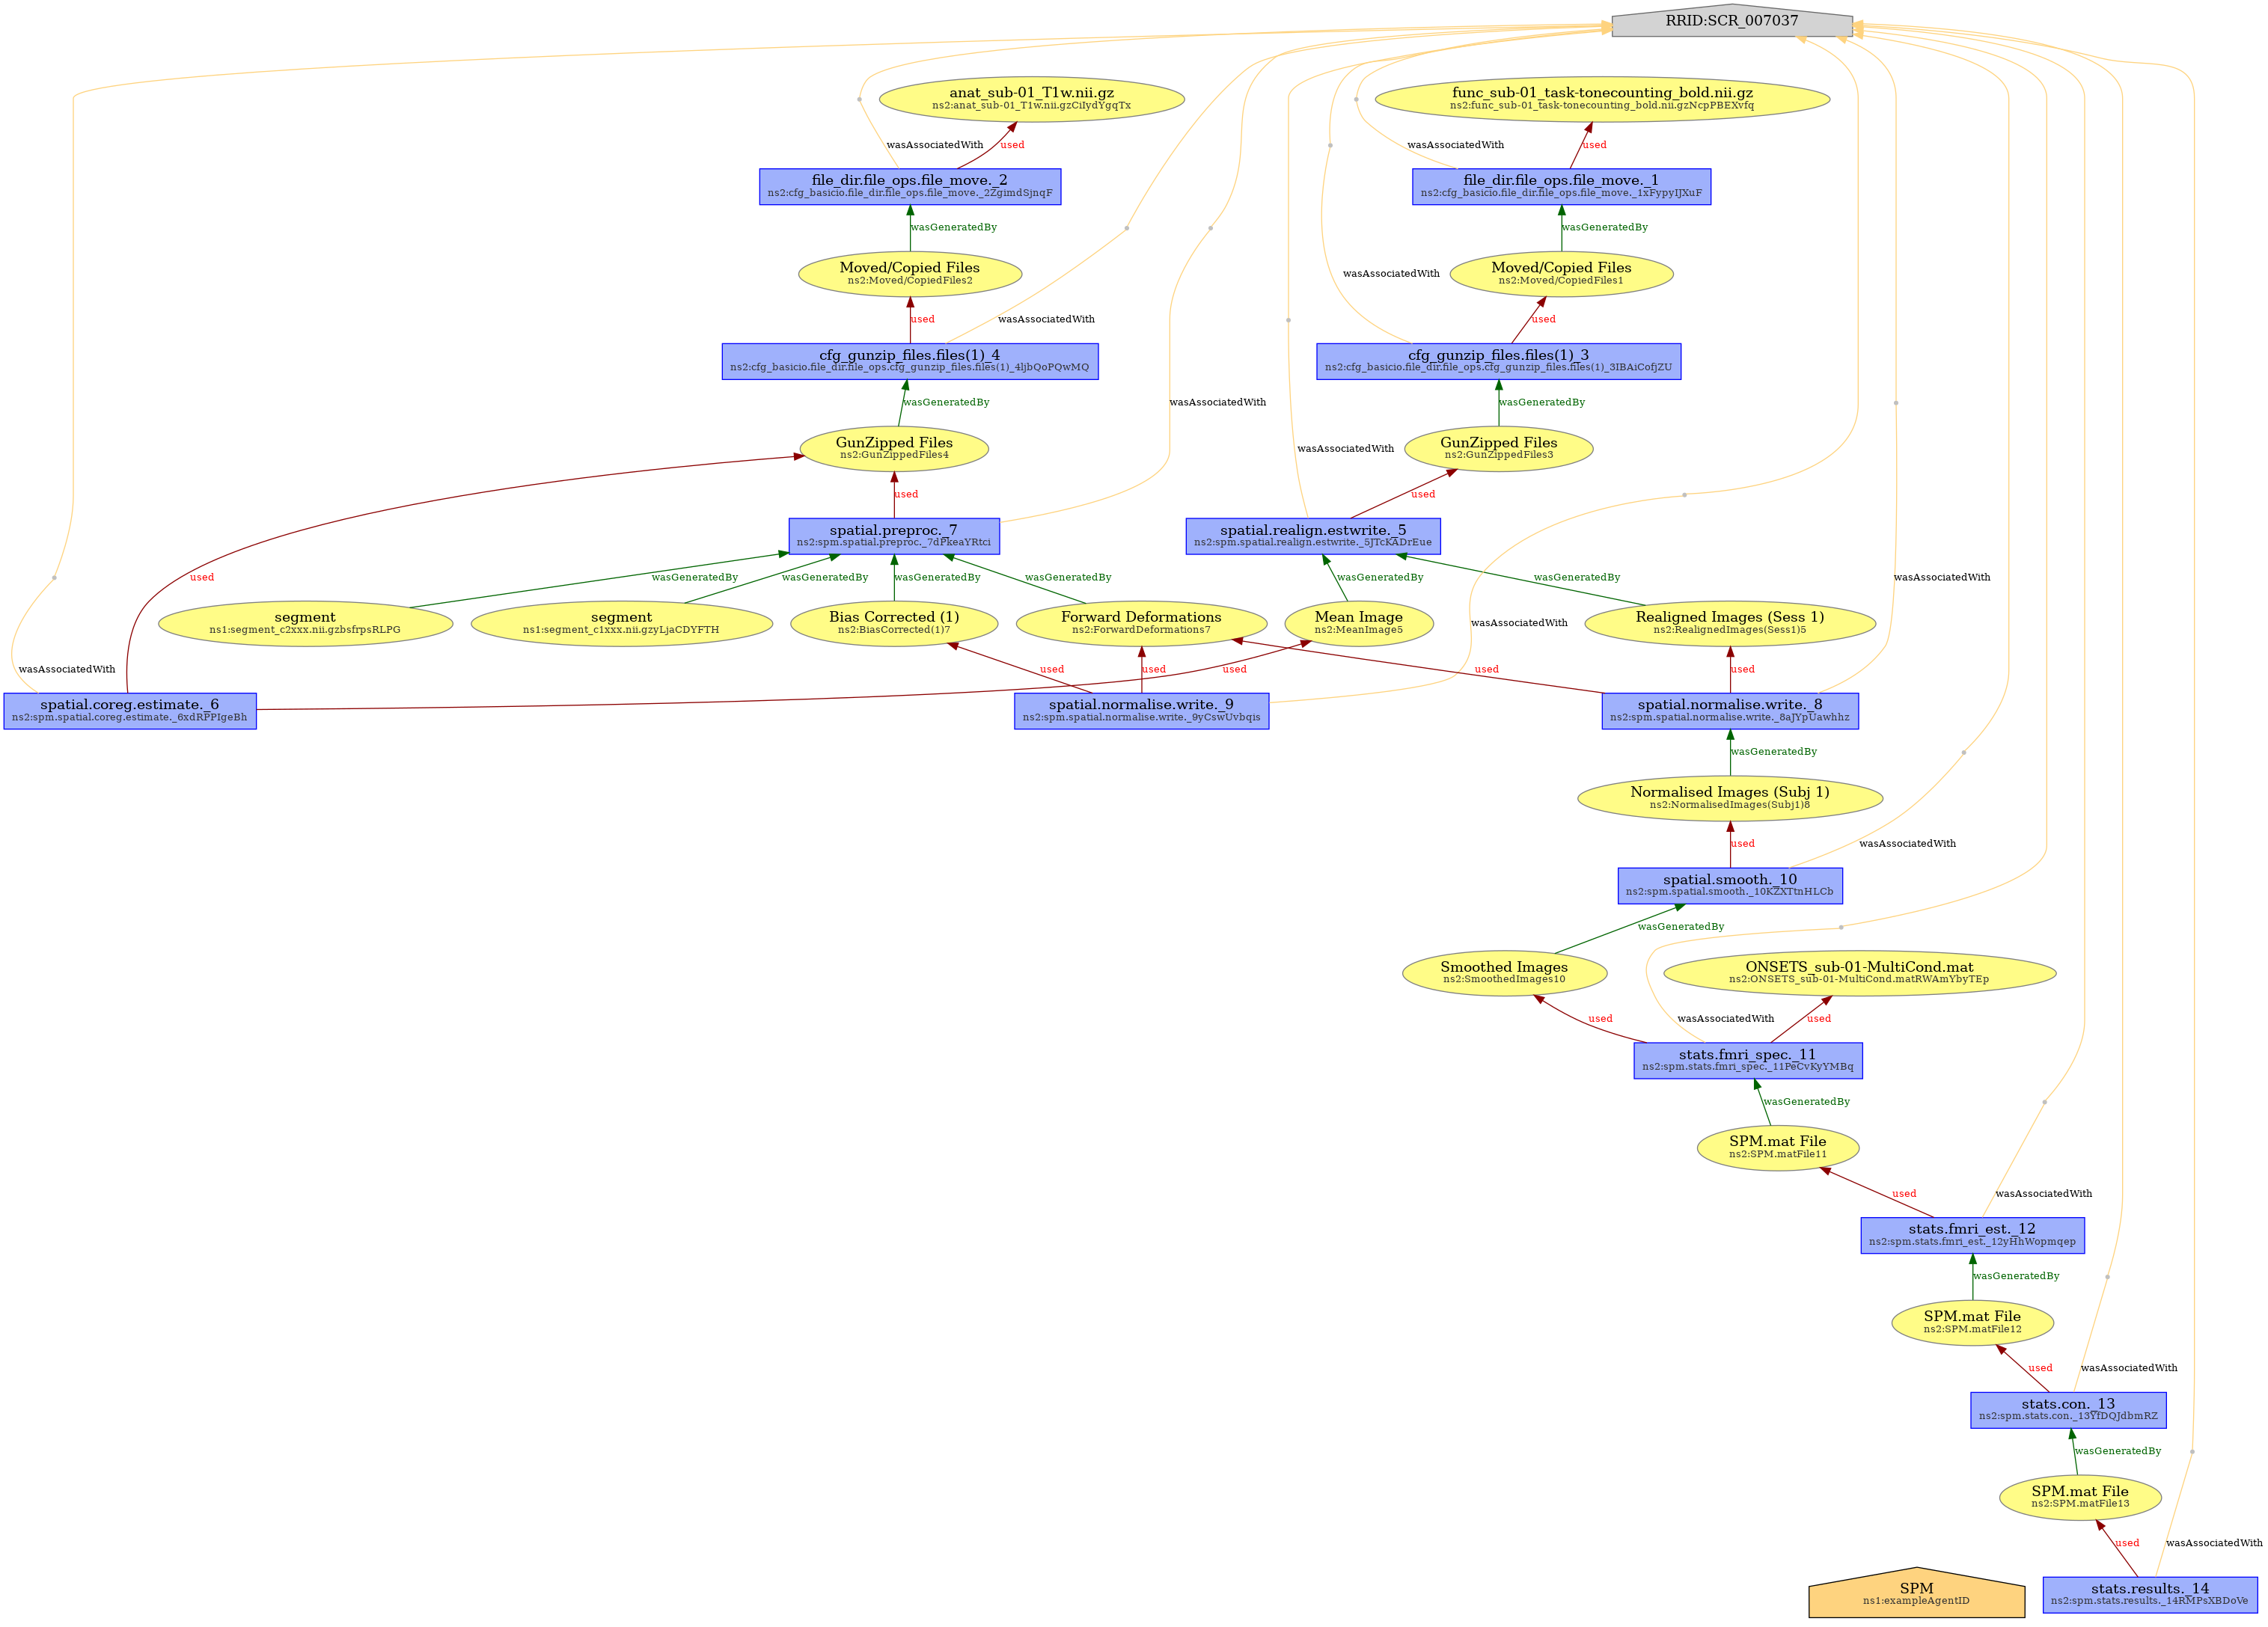 RRID:SCR_007037
anat_sub-01_T1w.nii.gz
ns2:anat_sub-01_T1w.nii.gzCiIydYgqTx
func_sub-01_task-tonecounting_bold.nii.gz
ns2:func_sub-01_task-tonecounting_bold.nii.gzNcpPBEXvfq
wasAssociatedWith
used
wasAssociatedWith
used
file_dir.file_ops.file_move._2
ns2:cfg_basicio.file_dir.file_ops.file_move._2ZgimdSjnqF
file_dir.file_ops.file_move._1
ns2:cfg_basicio.file_dir.file_ops.file_move._1xFypyIJXuF
wasGeneratedBy
wasGeneratedBy
Moved/Copied Files
ns2:Moved/CopiedFiles2
wasAssociatedWith
Moved/Copied Files
ns2:Moved/CopiedFiles1
used
wasAssociatedWith
used
cfg_gunzip_files.files(1)_4
ns2:cfg_basicio.file_dir.file_ops.cfg_gunzip_files.files(1)_4ljbQoPQwMQ
cfg_gunzip_files.files(1)_3
ns2:cfg_basicio.file_dir.file_ops.cfg_gunzip_files.files(1)_3IBAiCofjZU
wasGeneratedBy
wasAssociatedWith
wasGeneratedBy
GunZipped Files
ns2:GunZippedFiles4
wasAssociatedWith
GunZipped Files
ns2:GunZippedFiles3
used
used
spatial.preproc._7
ns2:spm.spatial.preproc._7dPkeaYRtci
spatial.realign.estwrite._5
ns2:spm.spatial.realign.estwrite._5JTcKADrEue
used
wasGeneratedBy
wasGeneratedBy
wasGeneratedBy
wasGeneratedBy
wasGeneratedBy
wasGeneratedBy
wasAssociatedWith
segment
ns1:segment_c2xxx.nii.gzbsfrpsRLPG
segment
ns1:segment_c1xxx.nii.gzyLjaCDYFTH
Bias Corrected (1)
ns2:BiasCorrected(1)7
Forward Deformations
ns2:ForwardDeformations7
Mean Image
ns2:MeanImage5
wasAssociatedWith
Realigned Images (Sess 1)
ns2:RealignedImages(Sess1)5
wasAssociatedWith
used
used
used
used
used
spatial.coreg.estimate._6
ns2:spm.spatial.coreg.estimate._6xdRPPIgeBh
spatial.normalise.write._9
ns2:spm.spatial.normalise.write._9yCswUvbqis
spatial.normalise.write._8
ns2:spm.spatial.normalise.write._8aJYpUawhhz
wasGeneratedBy
Normalised Images (Subj 1)
ns2:NormalisedImages(Subj1)8
used
wasAssociatedWith
spatial.smooth._10
ns2:spm.spatial.smooth._10KZXTtnHLCb
wasGeneratedBy
Smoothed Images
ns2:SmoothedImages10
ONSETS_sub-01-MultiCond.mat
ns2:ONSETS_sub-01-MultiCond.matRWAmYbyTEp
used
wasAssociatedWith
used
stats.fmri_spec._11
ns2:spm.stats.fmri_spec._11PeCvKyYMBq
wasGeneratedBy
SPM.mat File
ns2:SPM.matFile11
used
wasAssociatedWith
stats.fmri_est._12
ns2:spm.stats.fmri_est._12yHhWopmqep
wasGeneratedBy
SPM.mat File
ns2:SPM.matFile12
used
wasAssociatedWith
stats.con._13
ns2:spm.stats.con._13YfDQJdbmRZ
wasGeneratedBy
SPM.mat File
ns2:SPM.matFile13
used
wasAssociatedWith
SPM
ns1:exampleAgentID
stats.results._14
ns2:spm.stats.results._14RMPsXBDoVe